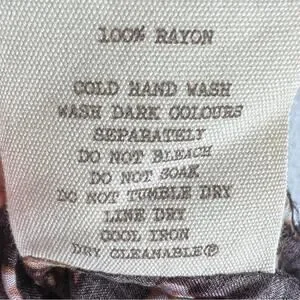 100% RAYON
COLD HAND WASH
WASH DARK COLOURS
SEPARATELY
DO NOT BLEACH
DO NOT SOAK
DO NOT TUMBLE DRY
LINE DRY
COOL IRON
DRY CLEANABLEⓅ